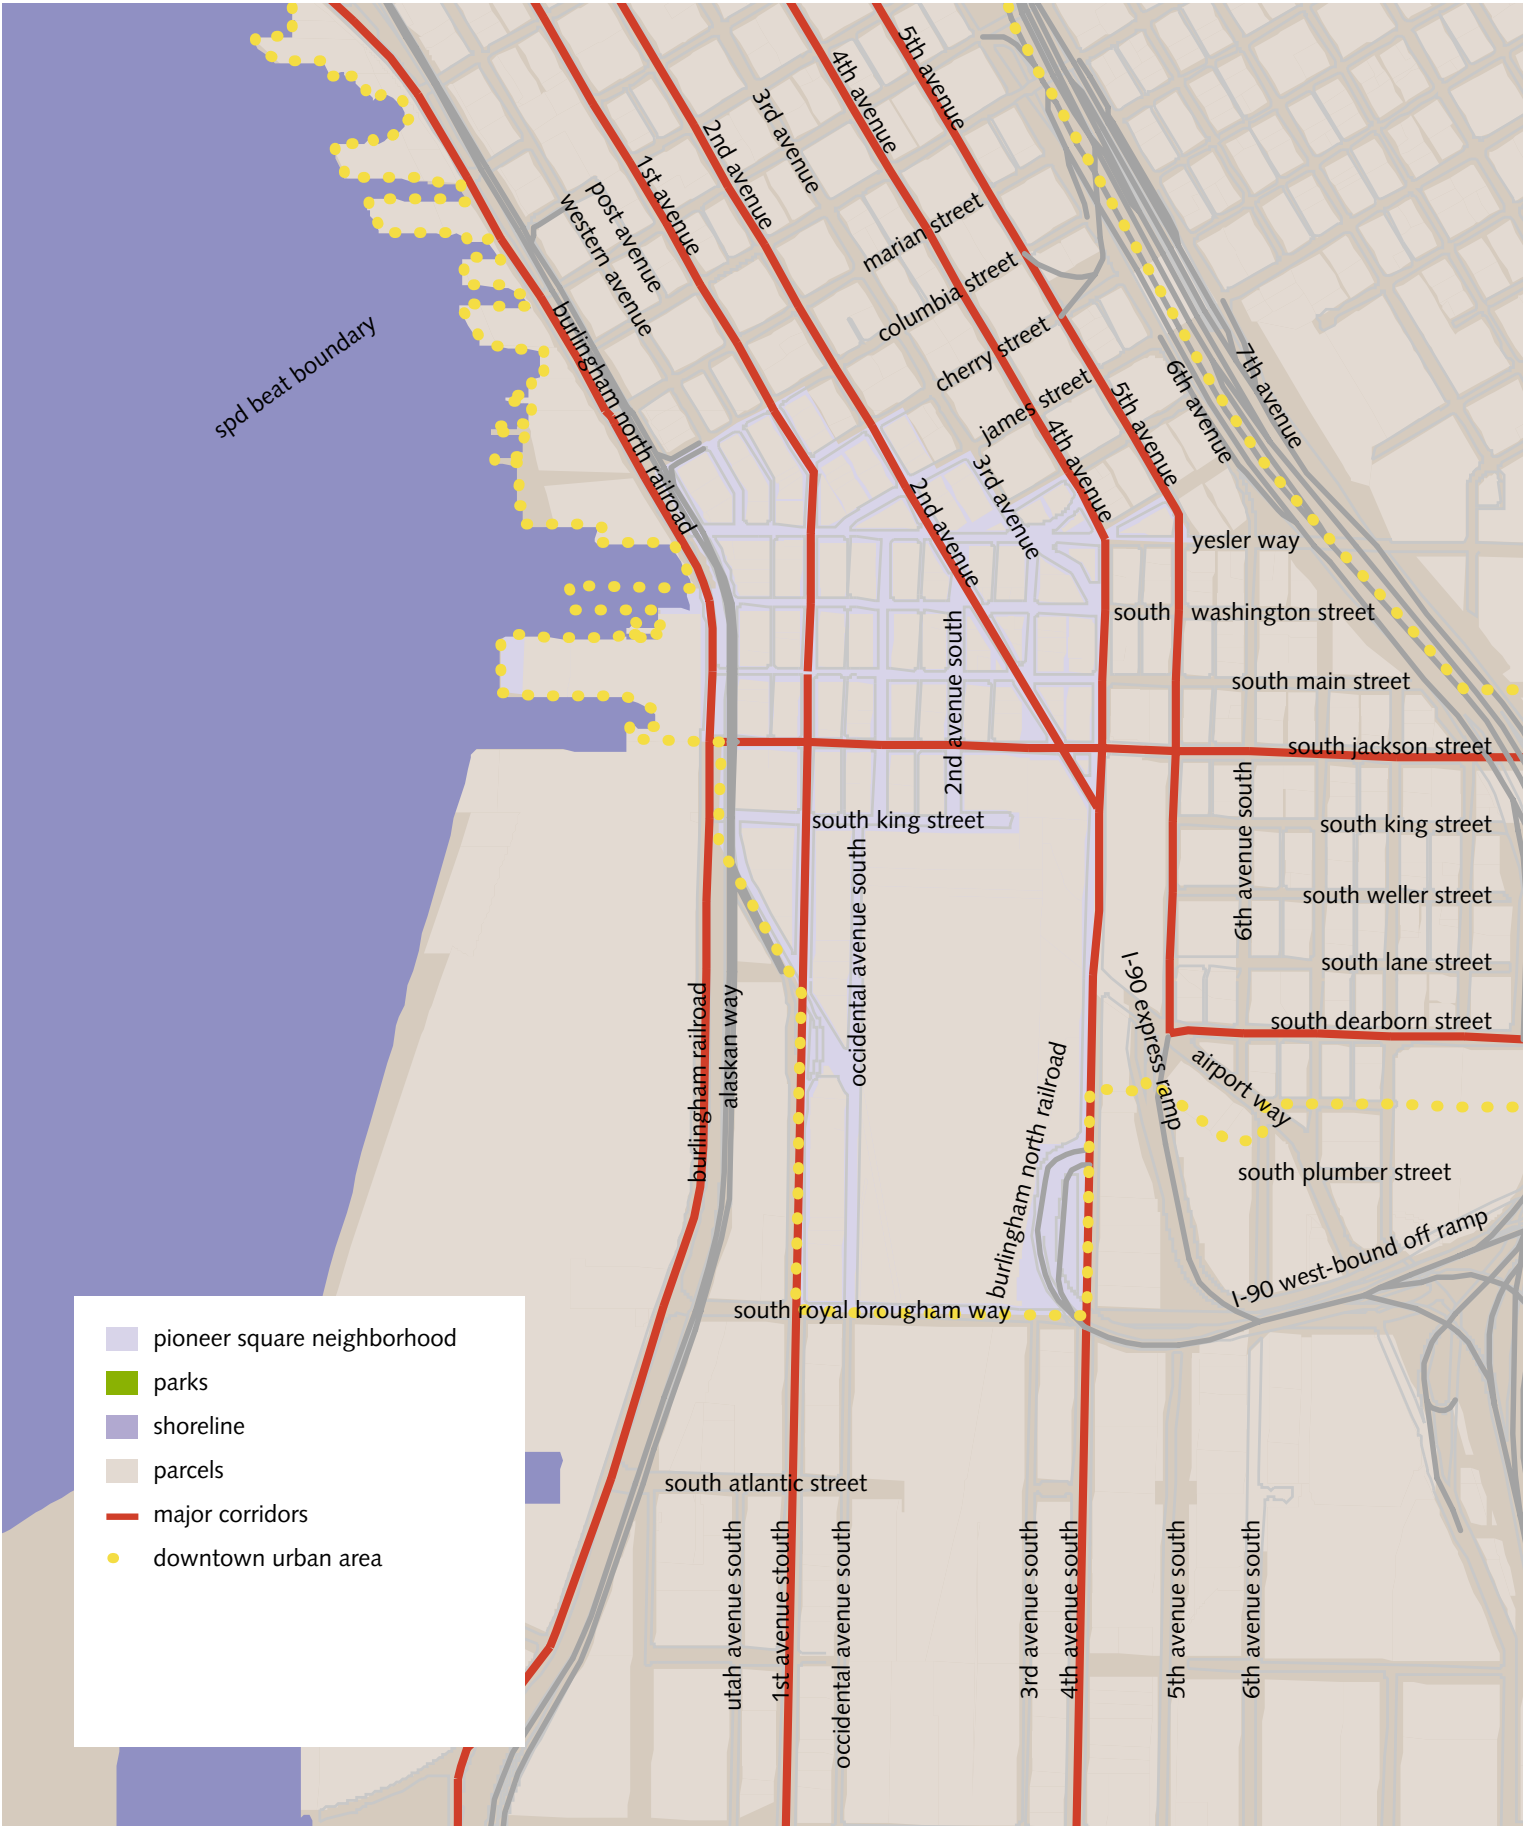 5th avenue
4th avenue
3rd avenue
2nd avenue
1st avenue
post avenue
western avenue
marian street
columbia street
cherry street
james street
burlingham north railroad
spd beat boundary
7th avenue
6th avenue
5th avenue
4th avenue
3rd avenue
2nd avenue
yesler way
south washington street
south main street
2nd avenue south
south jackson street
6th avenue south
south king street
south king street
occidental avenue south
south weller street
south lane street
I-90 express ramp
south dearborn street
burlingham railroad
alaskan way
burlingham north railroad
airport way
south plumber street
I-90 west-bound off ramp
south royal brougham way
pioneer square neighborhood
parks
shoreline
parcels
major corridors
downtown urban area
south atlantic street
utah avenue south
1st avenue stouth
occidental avenue south
3rd avenue south
4th avenue south
5th avenue south
6th avenue south